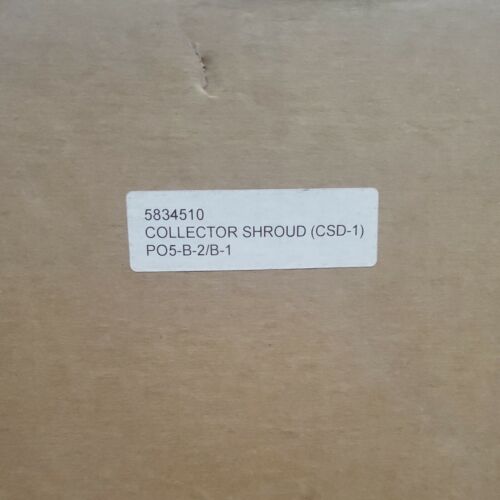 5834510
COLLECTOR SHROUD (CSD-1)
PO5-B-2/B-1